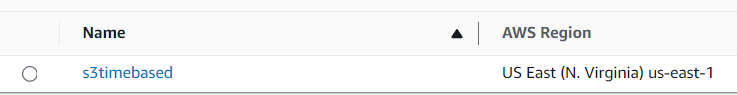 Name AWS Region
s3timebased US East (N. Virginia) us-east-1